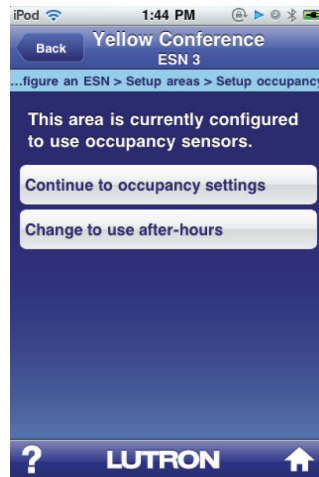 iPod 1:44 PM
Back
Yellow Conference
ESN 3
...figure an ESN > Setup areas > Setup occupancy
This area is currently configured
to use occupancy sensors.
Continue to occupancy settings
Change to use after-hours
? LUTRON